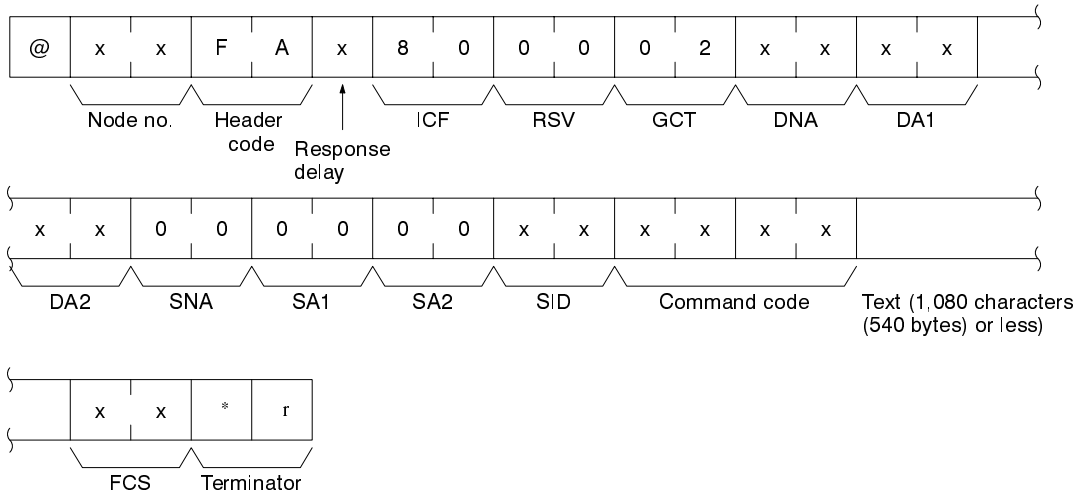 @ x x F A x 8 0 0 0 0 2 x x x x
Node no. Header code Response delay ICF RSV GCT DNA DA1
x x 0 0 0 0 0 0 x x x x x x
DA2 SNA SA1 SA2 SID Command code Text (1,080 characters (540 bytes) or less)
x x * r
FCS Terminator